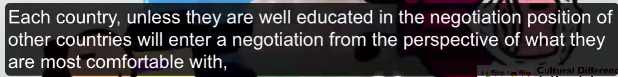 Each country, unless they are well educated in the negotiation position of
other countries will enter a negotiation from the perspective of what they
are most comfortable with,
Cultural